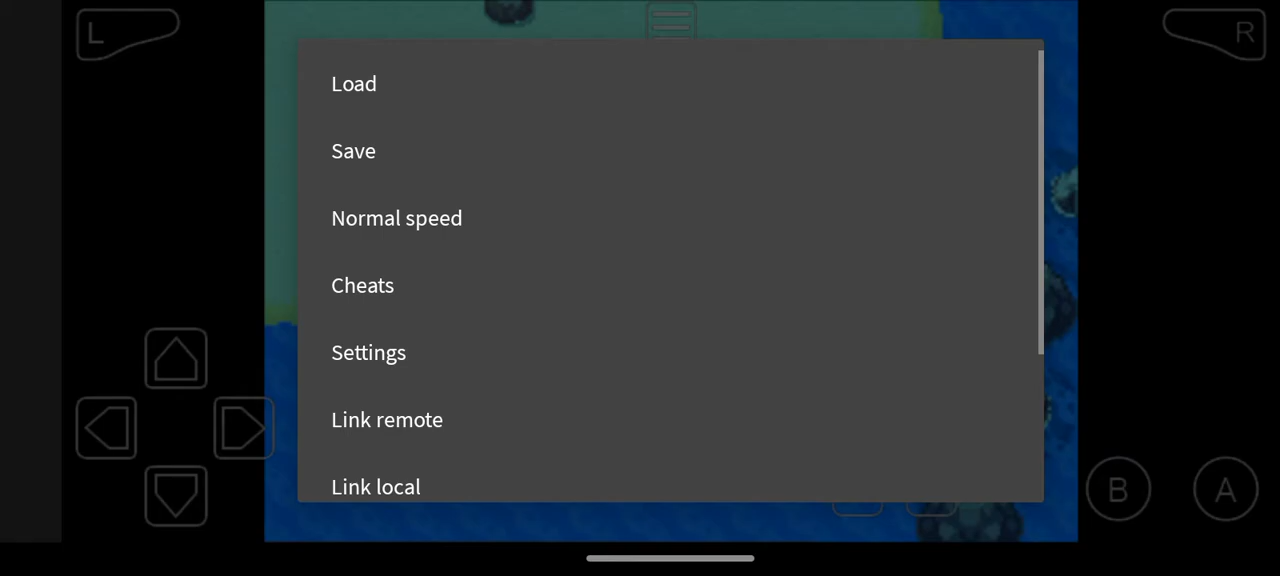 L
R
Load
Save
Normal speed
Cheats
Settings
Link remote
Link local
B
A